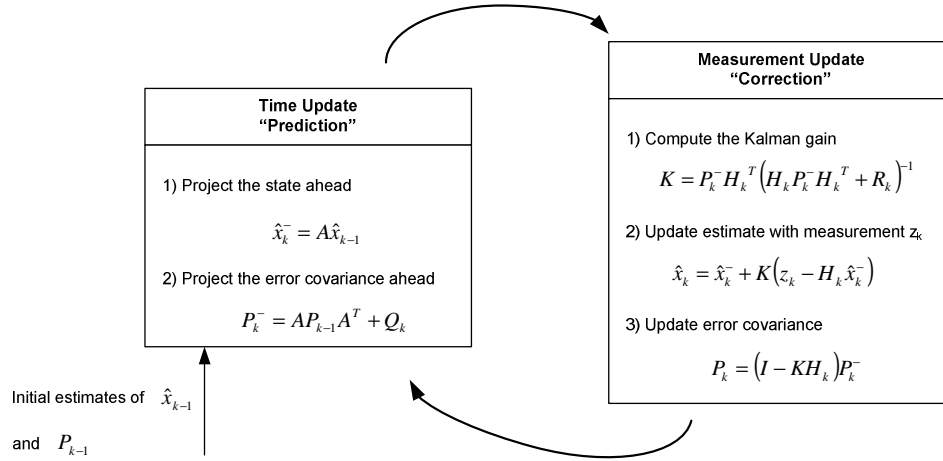 Time Update
“Prediction”
1) Project the state ahead
x̂ₖ⁻ = Ax̂ₖ₋₁
2) Project the error covariance ahead
Pₖ⁻ = APₖ₋₁Aᵀ + Qₖ
Initial estimates of x̂ₖ₋₁
and Pₖ₋₁
Measurement Update
“Correction”
1) Compute the Kalman gain
K = Pₖ⁻Hₖᵀ(HₖPₖ⁻Hₖᵀ + Rₖ)⁻¹
2) Update estimate with measurement zₖ
x̂ₖ = x̂ₖ⁻ + K(zₖ − Hₖx̂ₖ⁻)
3) Update error covariance
Pₖ = (I − KHₖ)Pₖ⁻